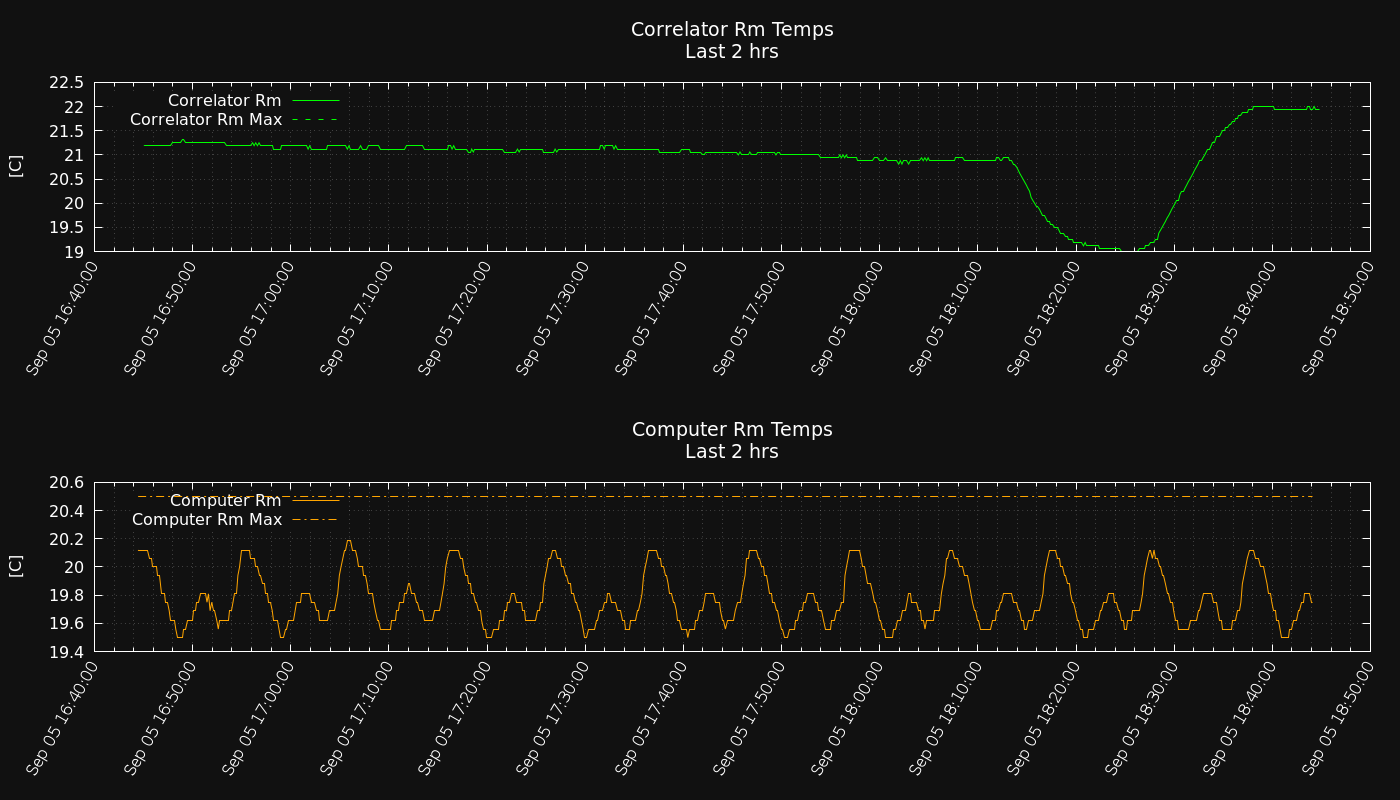 Correlator Rm Temps
Last 2 hrs
22.5
22
21.5
21
20.5
20
19.5
19
[C]
Correlator Rm
Correlator Rm Max
Sep 05 16:40:00
Sep 05 16:50:00
Sep 05 17:00:00
Sep 05 17:10:00
Sep 05 17:20:00
Sep 05 17:30:00
Sep 05 17:40:00
Sep 05 17:50:00
Sep 05 18:00:00
Sep 05 18:10:00
Sep 05 18:20:00
Sep 05 18:30:00
Sep 05 18:40:00
Sep 05 18:50:00
Computer Rm Temps
Last 2 hrs
20.6
20.4
20.2
20
19.8
19.6
19.4
[C]
Computer Rm
Computer Rm Max
Sep 05 16:40:00
Sep 05 16:50:00
Sep 05 17:00:00
Sep 05 17:10:00
Sep 05 17:20:00
Sep 05 17:30:00
Sep 05 17:40:00
Sep 05 17:50:00
Sep 05 18:00:00
Sep 05 18:10:00
Sep 05 18:20:00
Sep 05 18:30:00
Sep 05 18:40:00
Sep 05 18:50:00